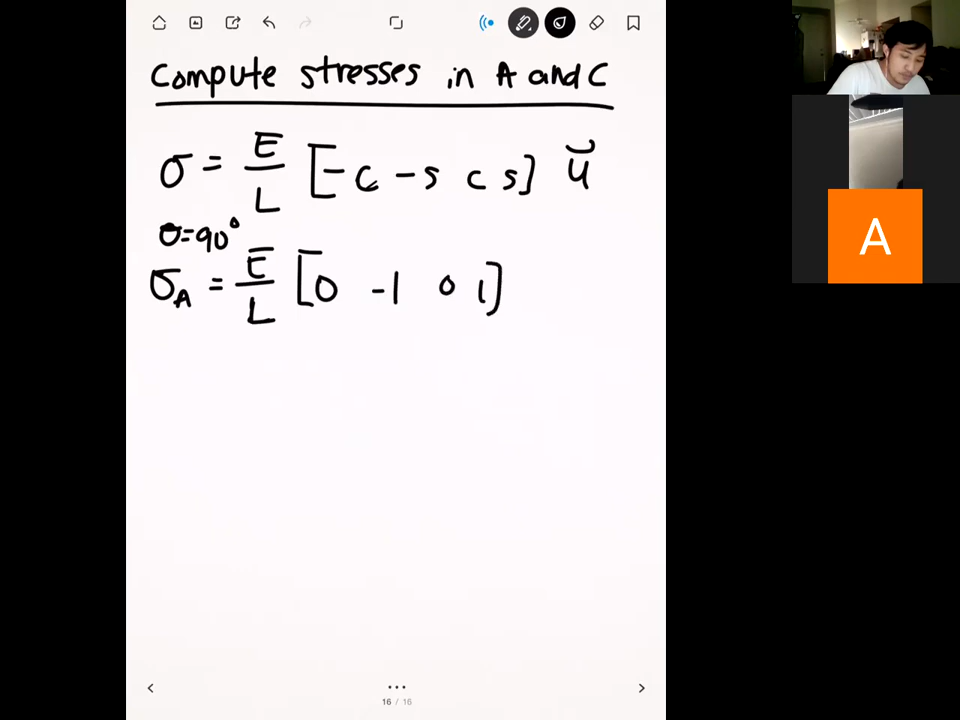 Compute stresses in A and C
σ = E/L [-c -s c s] ŭ
θ=90°
σA = E/L [0 -1 0 1]
A
16 / 16